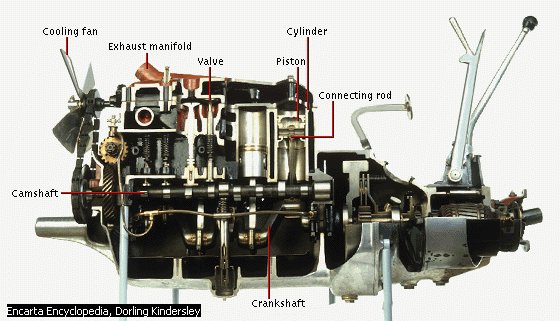 Cooling fan
Exhaust manifold
Cylinder
Valve
Piston
Connecting rod
Camshaft
Crankshaft
Encarta Encyclopedia, Dorling Kindersley